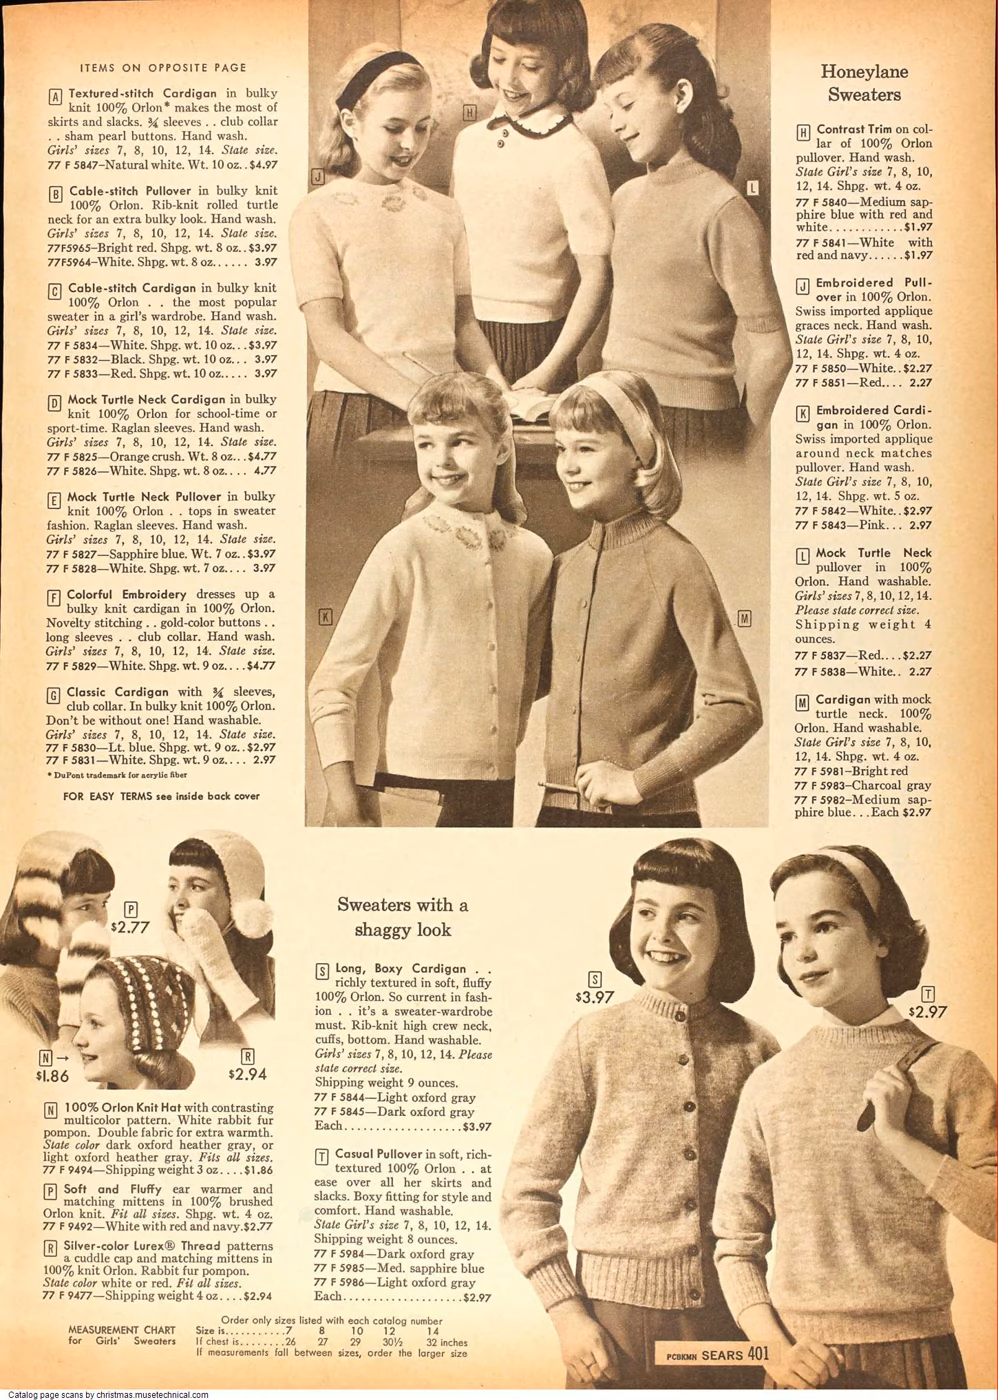 ITEMS ON OPPOSITE PAGE
A Textured-stitch Cardigan in bulky
knit 100% Orlon* makes the most of
skirts and slacks. ¾ sleeves . . club collar
. . sham pearl buttons. Hand wash.
Girls' sizes 7, 8, 10, 12, 14. State size.
77 F 5847—Natural white. Wt. 10 oz..$4.97
B Cable-stitch Pullover in bulky knit
100% Orlon. Rib-knit rolled turtle
neck for an extra bulky look. Hand wash.
Girls' sizes 7, 8, 10, 12, 14. State size.
77F5965—Bright red. Shpg. wt. 8 oz..$3.97
77F5964—White. Shpg. wt. 8 oz...... 3.97
C Cable-stitch Cardigan in bulky knit
100% Orlon . . the most popular
sweater in a girl's wardrobe. Hand wash.
Girls' sizes 7, 8, 10, 12, 14. State size.
77 F 5834—White. Shpg. wt. 10 oz...$3.97
77 F 5832—Black. Shpg. wt. 10 oz... 3.97
77 F 5833—Red. Shpg. wt. 10 oz..... 3.97
D Mock Turtle Neck Cardigan in bulky
knit 100% Orlon for school-time or
sport-time. Raglan sleeves. Hand wash.
Girls' sizes 7, 8, 10, 12, 14. State size.
77 F 5825—Orange crush. Wt. 8 oz...$4.77
77 F 5826—White. Shpg. wt. 8 oz.... 4.77
E Mock Turtle Neck Pullover in bulky
knit 100% Orlon . . tops in sweater
fashion. Raglan sleeves. Hand wash.
Girls' sizes 7, 8, 10, 12, 14. State size.
77 F 5827—Sapphire blue. Wt. 7 oz..$3.97
77 F 5828—White. Shpg. wt. 7 oz.... 3.97
F Colorful Embroidery dresses up a
bulky knit cardigan in 100% Orlon.
Novelty stitching . . gold-color buttons . .
long sleeves . . club collar. Hand wash.
Girls' sizes 7, 8, 10, 12, 14. State size.
77 F 5829—White. Shpg. wt. 9 oz....$4.77
G Classic Cardigan with ¾ sleeves,
club collar. In bulky knit 100% Orlon.
Don't be without one! Hand washable.
Girls' sizes 7, 8, 10, 12, 14. State size.
77 F 5830—Lt. blue. Shpg. wt. 9 oz..$2.97
77 F 5831—White. Shpg. wt. 9 oz.... 2.97
* DuPont trademark for acrylic fiber
FOR EASY TERMS see inside back cover
H
J
L
K
M
Honeylane
Sweaters
H Contrast Trim on col-
lar of 100% Orlon
pullover. Hand wash.
State Girl's size 7, 8, 10,
12, 14. Shpg. wt. 4 oz.
77 F 5840—Medium sap-
phire blue with red and
white............$1.97
77 F 5841—White with
red and navy......$1.97
J Embroidered Pull-
over in 100% Orlon.
Swiss imported applique
graces neck. Hand wash.
State Girl's size 7, 8, 10,
12, 14. Shpg. wt. 4 oz.
77 F 5850—White..$2.27
77 F 5851—Red.... 2.27
K Embroidered Cardi-
gan in 100% Orlon.
Swiss imported applique
around neck matches
pullover. Hand wash.
State Girl's size 7, 8, 10,
12, 14. Shpg. wt. 5 oz.
77 F 5842—White..$2.97
77 F 5843—Pink... 2.97
L Mock Turtle Neck
pullover in 100%
Orlon. Hand washable.
Girls' sizes 7, 8, 10, 12, 14.
Please state correct size.
Shipping weight 4
ounces.
77 F 5837—Red....$2.27
77 F 5838—White.. 2.27
M Cardigan with mock
turtle neck. 100%
Orlon. Hand washable.
State Girl's size 7, 8, 10,
12, 14. Shpg. wt. 4 oz.
77 F 5981—Bright red
77 F 5983—Charcoal gray
77 F 5982—Medium sap-
phire blue...Each $2.97
P
$2.77
N →
$1.86
R
$2.94
N 100% Orlon Knit Hat with contrasting
multicolor pattern. White rabbit fur
pompon. Double fabric for extra warmth.
State color dark oxford heather gray, or
light oxford heather gray. Fits all sizes.
77 F 9494—Shipping weight 3 oz....$1.86
P Soft and Fluffy ear warmer and
matching mittens in 100% brushed
Orlon knit. Fit all sizes. Shpg. wt. 4 oz.
77 F 9492—White with red and navy.$2.77
R Silver-color Lurex® Thread patterns
a cuddle cap and matching mittens in
100% knit Orlon. Rabbit fur pompon.
State color white or red. Fit all sizes.
77 F 9477—Shipping weight 4 oz....$2.94
Sweaters with a
shaggy look
S Long, Boxy Cardigan . .
richly textured in soft, fluffy
100% Orlon. So current in fash-
ion . . it's a sweater-wardrobe
must. Rib-knit high crew neck,
cuffs, bottom. Hand washable.
Girls' sizes 7, 8, 10, 12, 14. Please
state correct size.
Shipping weight 9 ounces.
77 F 5844—Light oxford gray
77 F 5845—Dark oxford gray
Each...................$3.97
T Casual Pullover in soft, rich-
textured 100% Orlon . . at
ease over all her skirts and
slacks. Boxy fitting for style and
comfort. Hand washable.
State Girl's size 7, 8, 10, 12, 14.
Shipping weight 8 ounces.
77 F 5984—Dark oxford gray
77 F 5985—Med. sapphire blue
77 F 5986—Light oxford gray
Each...................$2.97
S
$3.97
T
$2.97
MEASUREMENT CHART
for Girls' Sweaters
Order only sizes listed with each catalog number
Size is...........7 8 10 12 14
If chest is........26 27 29 30½ 32 inches
If measurements fall between sizes, order the larger size
PCBKMN SEARS 401
Catalog page scans by christmas.musetechnical.com